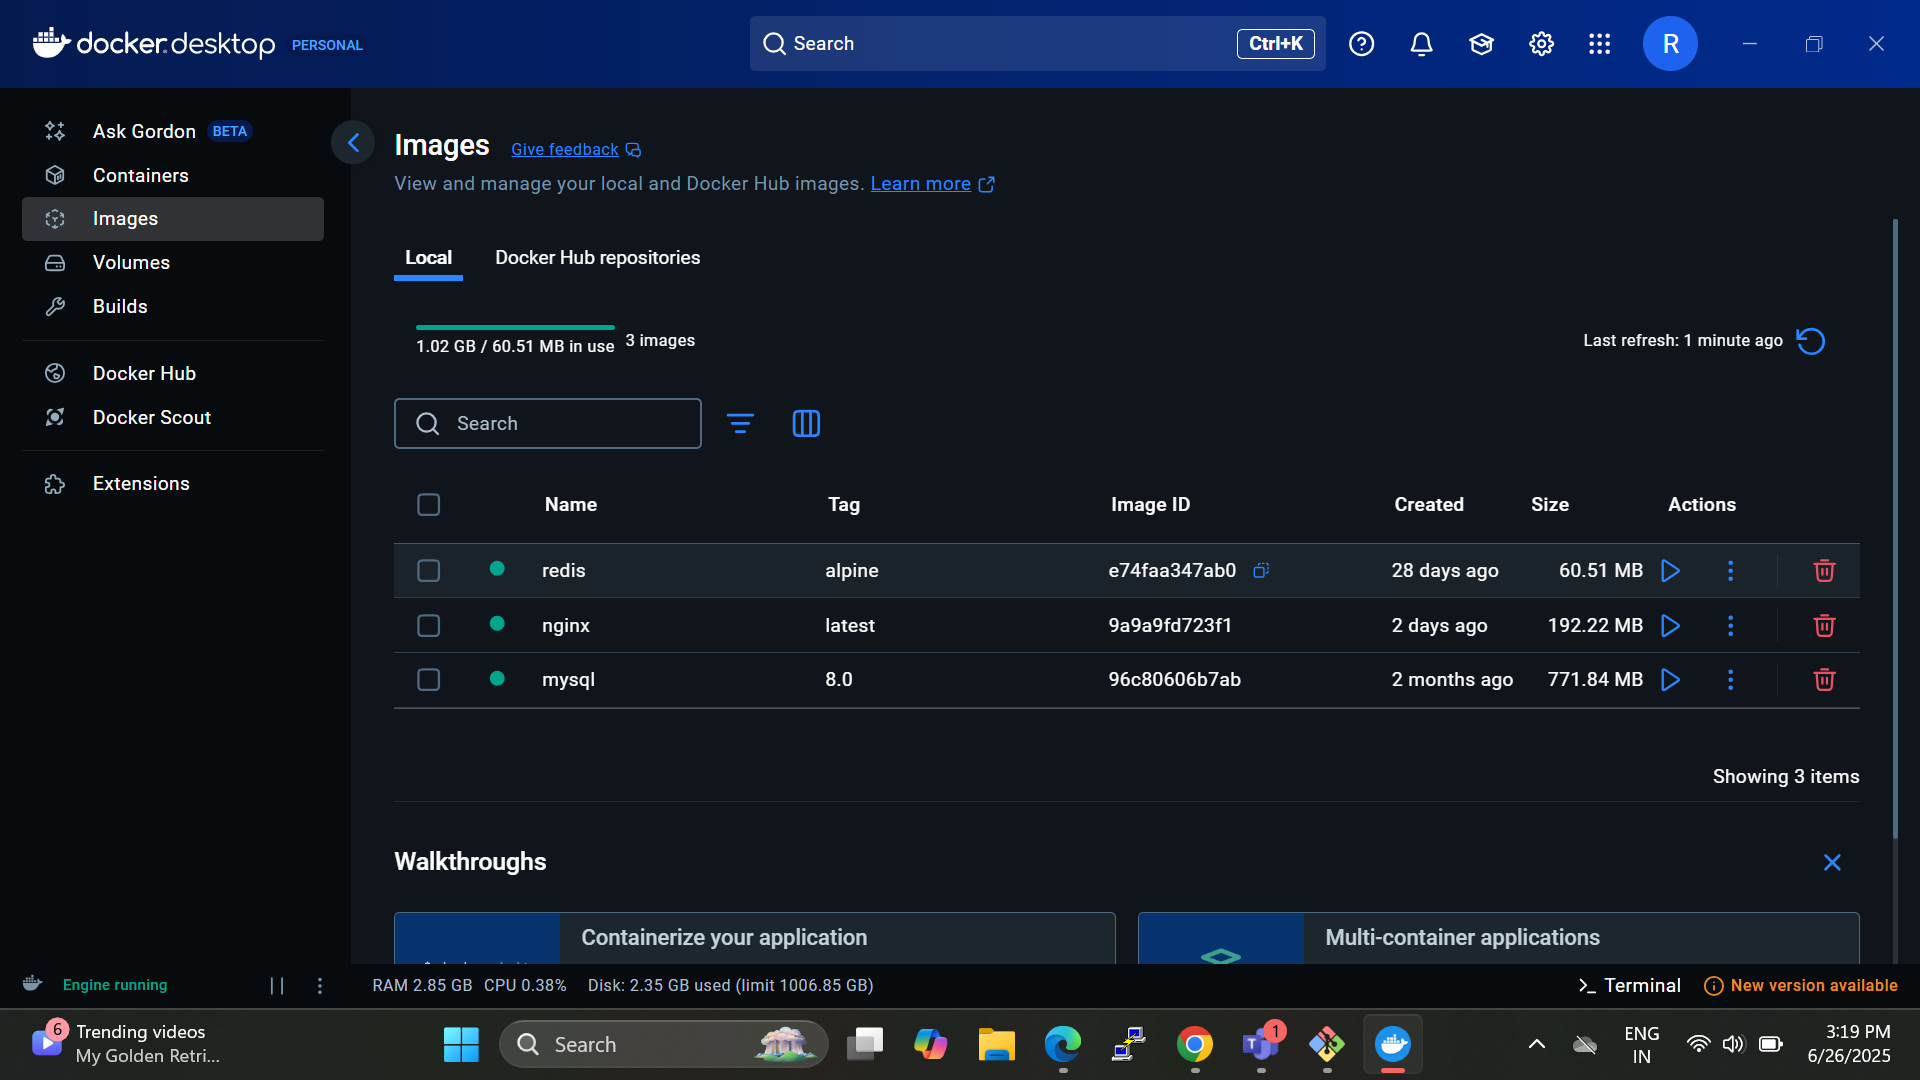 docker.desktop PERSONAL
Search Ctrl+K
R
Ask Gordon BETA
Containers
Images
Volumes
Builds
Docker Hub
Docker Scout
Extensions
Images Give feedback
View and manage your local and Docker Hub images. Learn more
Local Docker Hub repositories
1.02 GB / 60.51 MB in use 3 images
Last refresh: 1 minute ago
Search
Name Tag Image ID Created Size Actions
redis alpine e74faa347ab0 28 days ago 60.51 MB
nginx latest 9a9a9fd723f1 2 days ago 192.22 MB
mysql 8.0 96c80606b7ab 2 months ago 771.84 MB
Showing 3 items
Walkthroughs
Containerize your application
Multi-container applications
Engine running
RAM 2.85 GB CPU 0.38% Disk: 2.35 GB used (limit 1006.85 GB)
Terminal New version available
6
Trending videos
My Golden Retri...
Search
1
ENG
IN
3:19 PM
6/26/2025